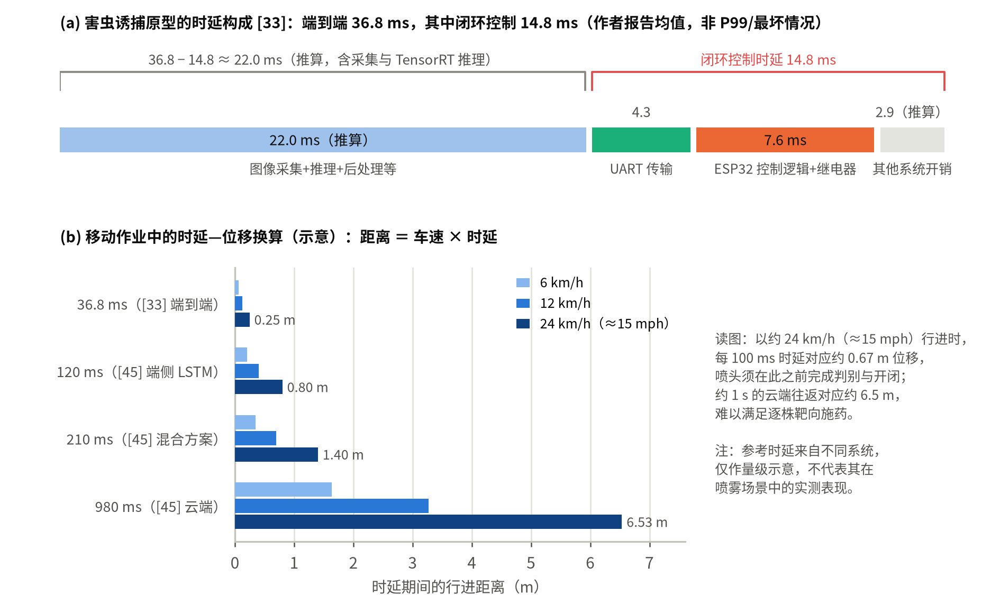 (a) 害虫诱捕原型的时延构成 [33]：端到端 36.8 ms，其中闭环控制 14.8 ms（作者报告均值，非 P99/最坏情况）
36.8 − 14.8 ≈ 22.0 ms（推算，含采集与 TensorRT 推理）
闭环控制时延 14.8 ms
4.3
2.9（推算）
22.0 ms（推算）
7.6 ms
图像采集+推理+后处理等
UART 传输
ESP32 控制逻辑+继电器
其他系统开销
(b) 移动作业中的时延—位移换算（示意）：距离 ＝ 车速 × 时延
6 km/h
12 km/h
24 km/h（≈15 mph）
36.8 ms（[33] 端到端）
0.25 m
120 ms（[45] 端侧 LSTM）
0.80 m
210 ms（[45] 混合方案）
1.40 m
980 ms（[45] 云端）
6.53 m
0 1 2 3 4 5 6 7
时延期间的行进距离（m）
读图：以约 24 km/h（≈15 mph）行进时，
每 100 ms 时延对应约 0.67 m 位移，
喷头须在此之前完成判别与开闭；
约 1 s 的云端往返对应约 6.5 m，
难以满足逐株靶向施药。
注：参考时延来自不同系统，
仅作量级示意，不代表其在
喷雾场景中的实测表现。